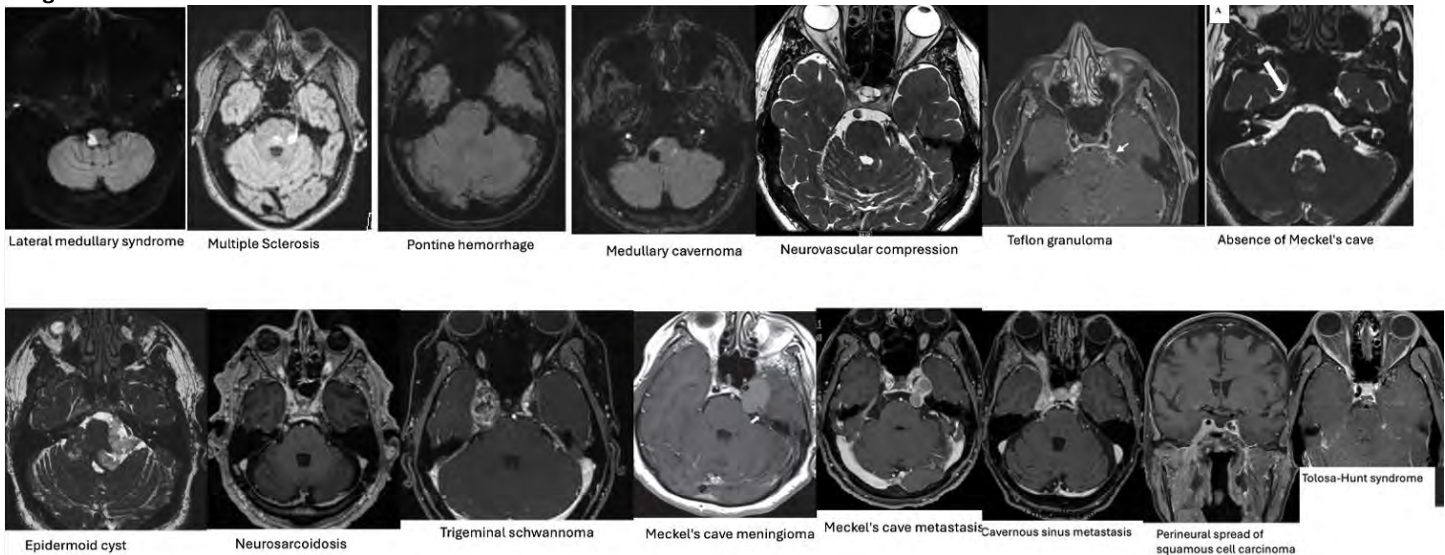 A
Lateral medullary syndrome
Multiple Sclerosis
Pontine hemorrhage
Medullary cavernoma
Neurovascular compression
Teflon granuloma
Absence of Meckel's cave
Epidermoid cyst
Neurosarcoidosis
Trigeminal schwannoma
Meckel's cave meningioma
Meckel's cave metastasis
Cavernous sinus metastasis
Perineural spread of
squamous cell carcinoma
Tolosa-Hunt syndrome